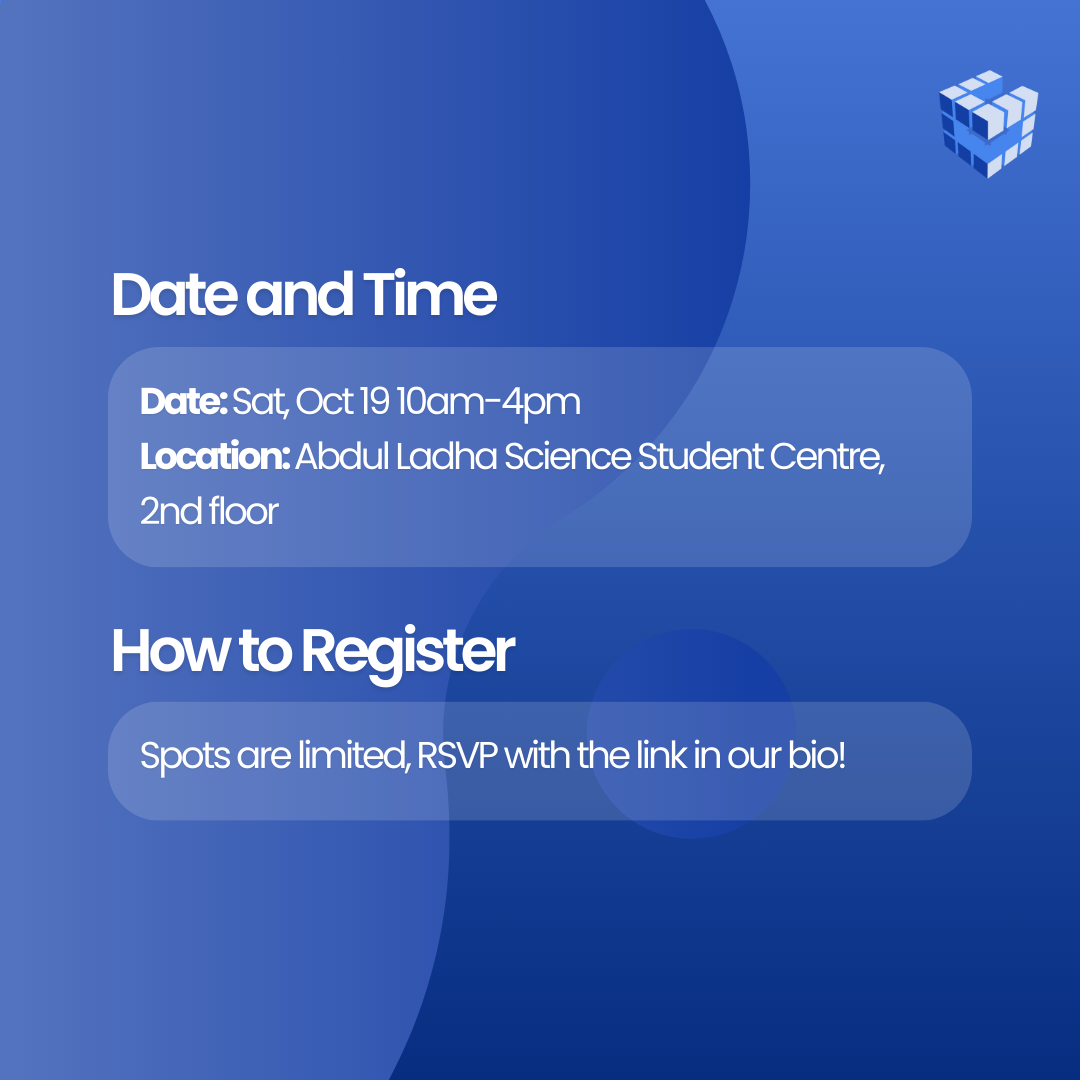 Date and Time
Date: Sat, Oct 19 10am-4pm
Location: Abdul Ladha Science Student Centre,
2nd floor
How to Register
Spots are limited, RSVP with the link in our bio!